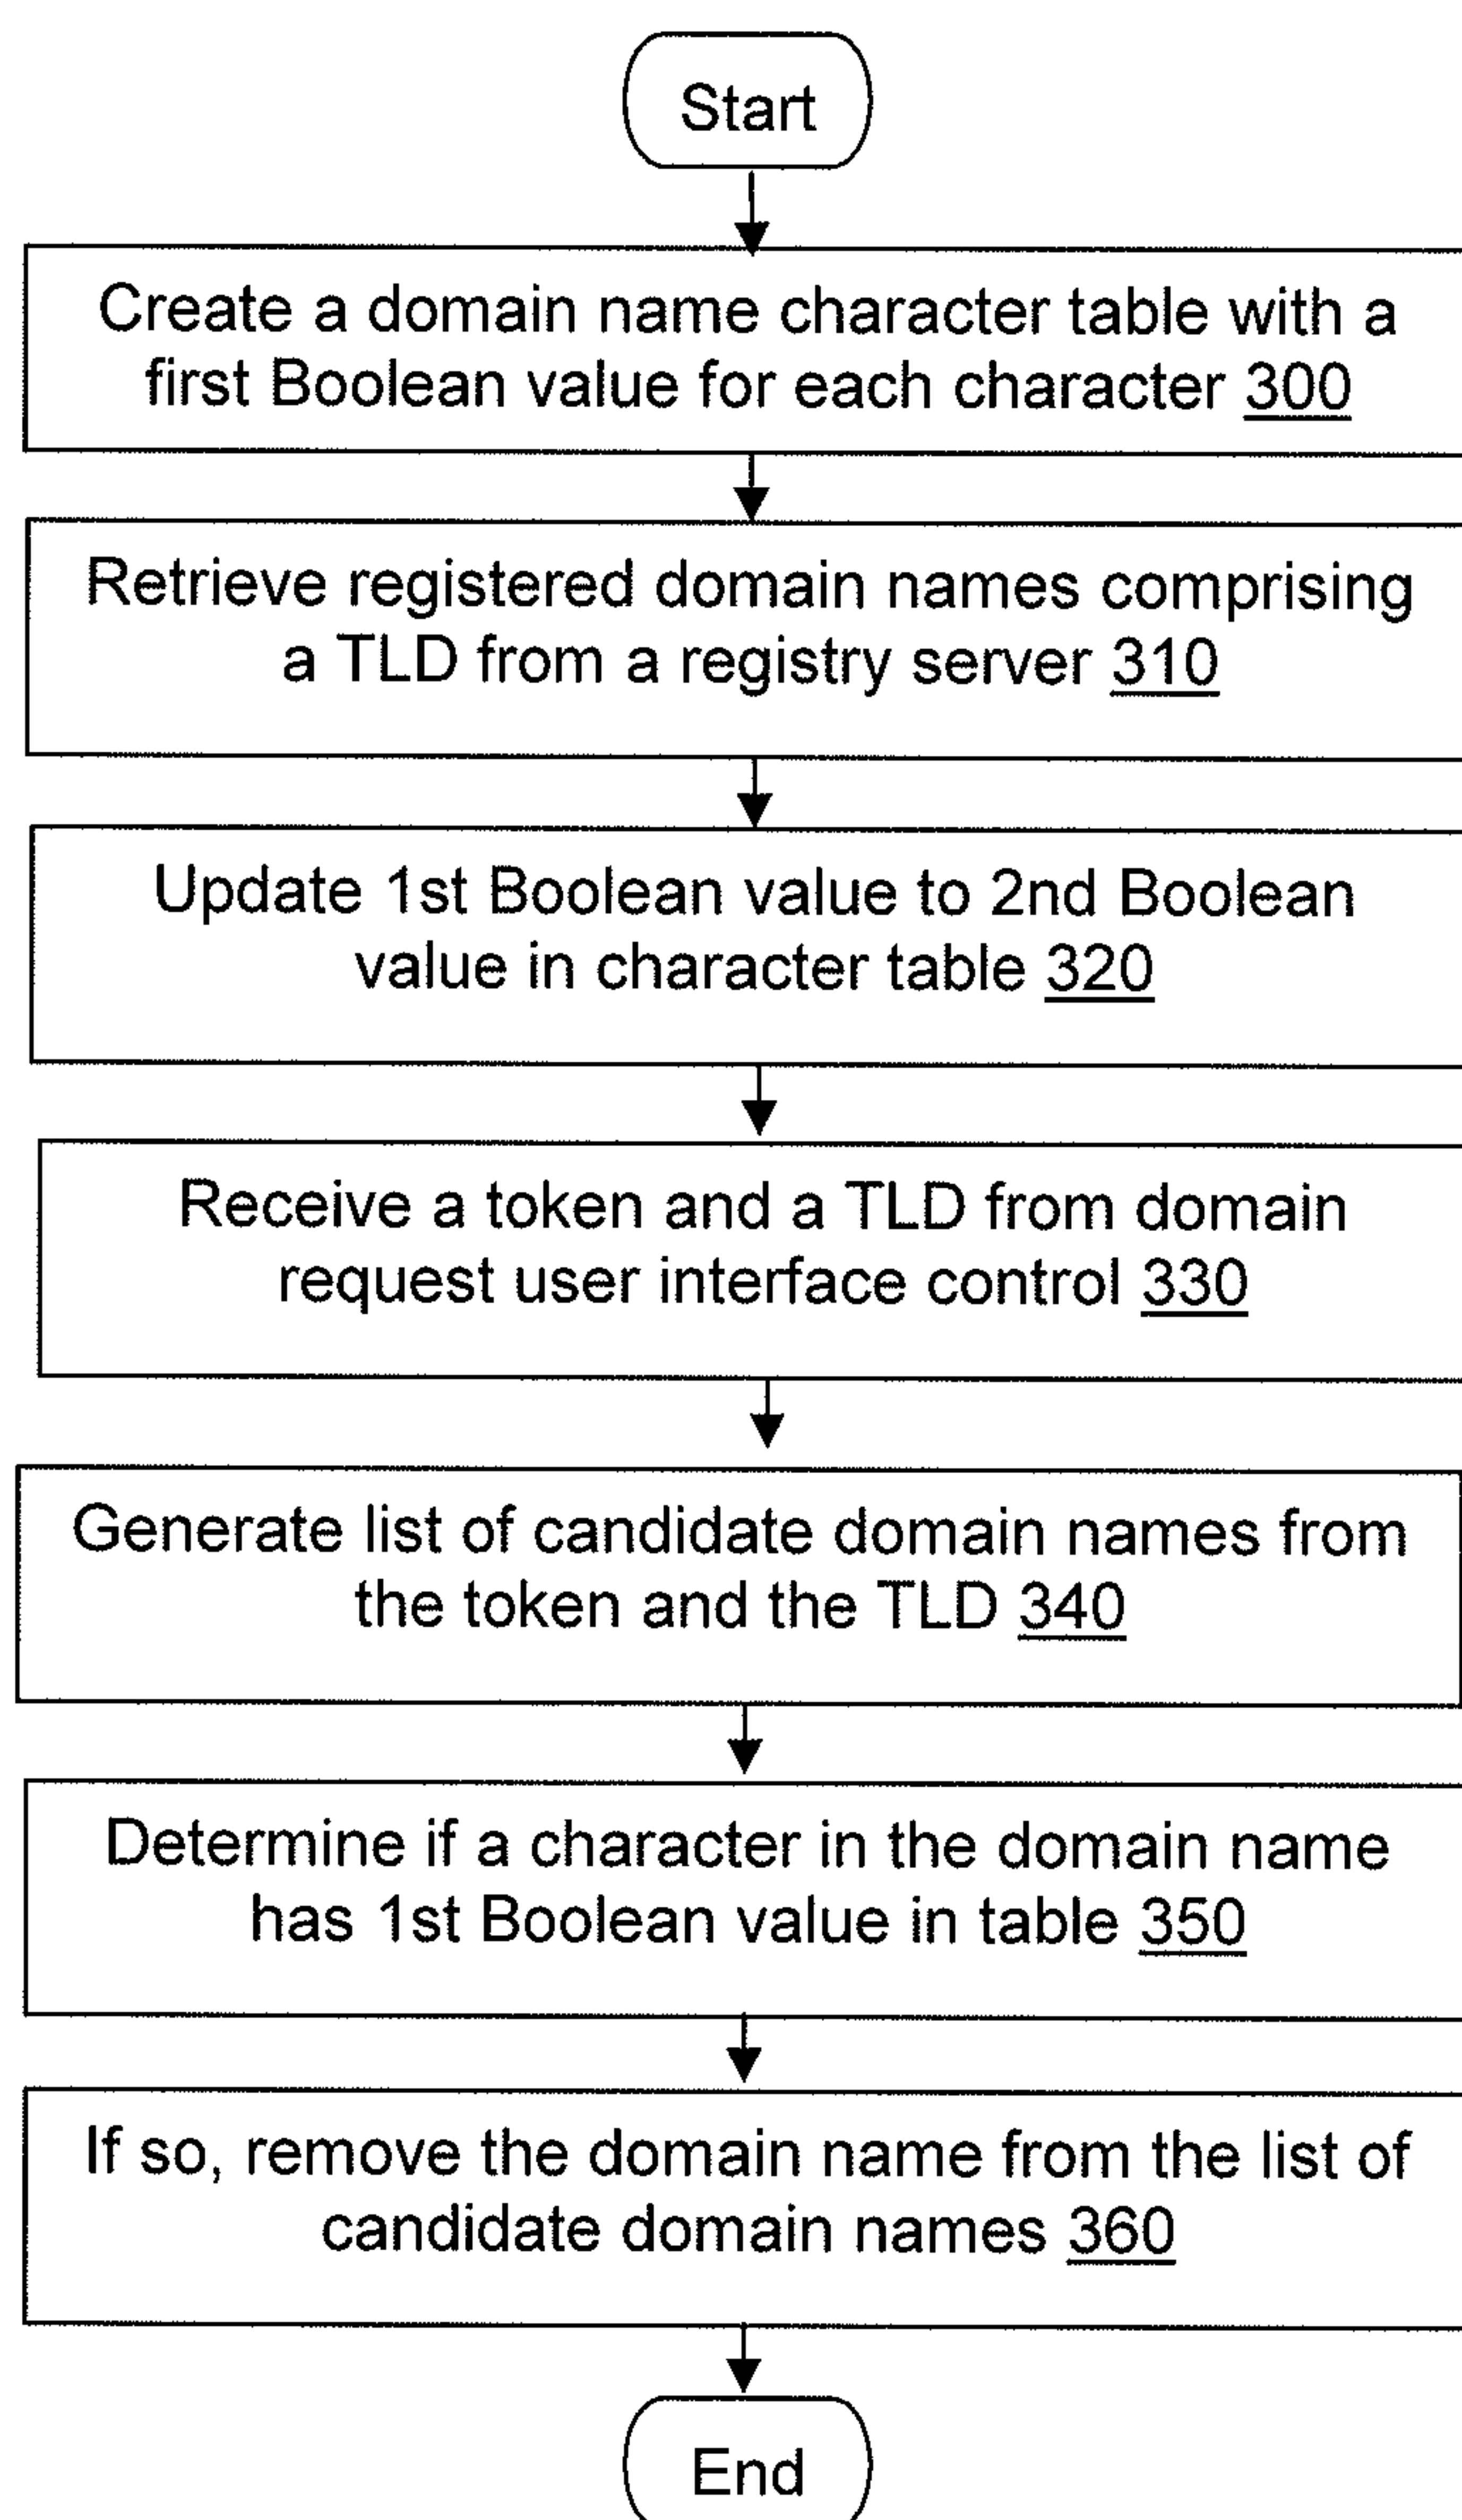 Start
Create a domain name character table with a
first Boolean value for each character 300
Retrieve registered domain names comprising
a TLD from a registry server 310
Update 1st Boolean value to 2nd Boolean
value in character table 320
Receive a token and a TLD from domain
request user interface control 330
Generate list of candidate domain names from
the token and the TLD 340
Determine if a character in the domain name
has 1st Boolean value in table 350
If so, remove the domain name from the list of
candidate domain names 360
End